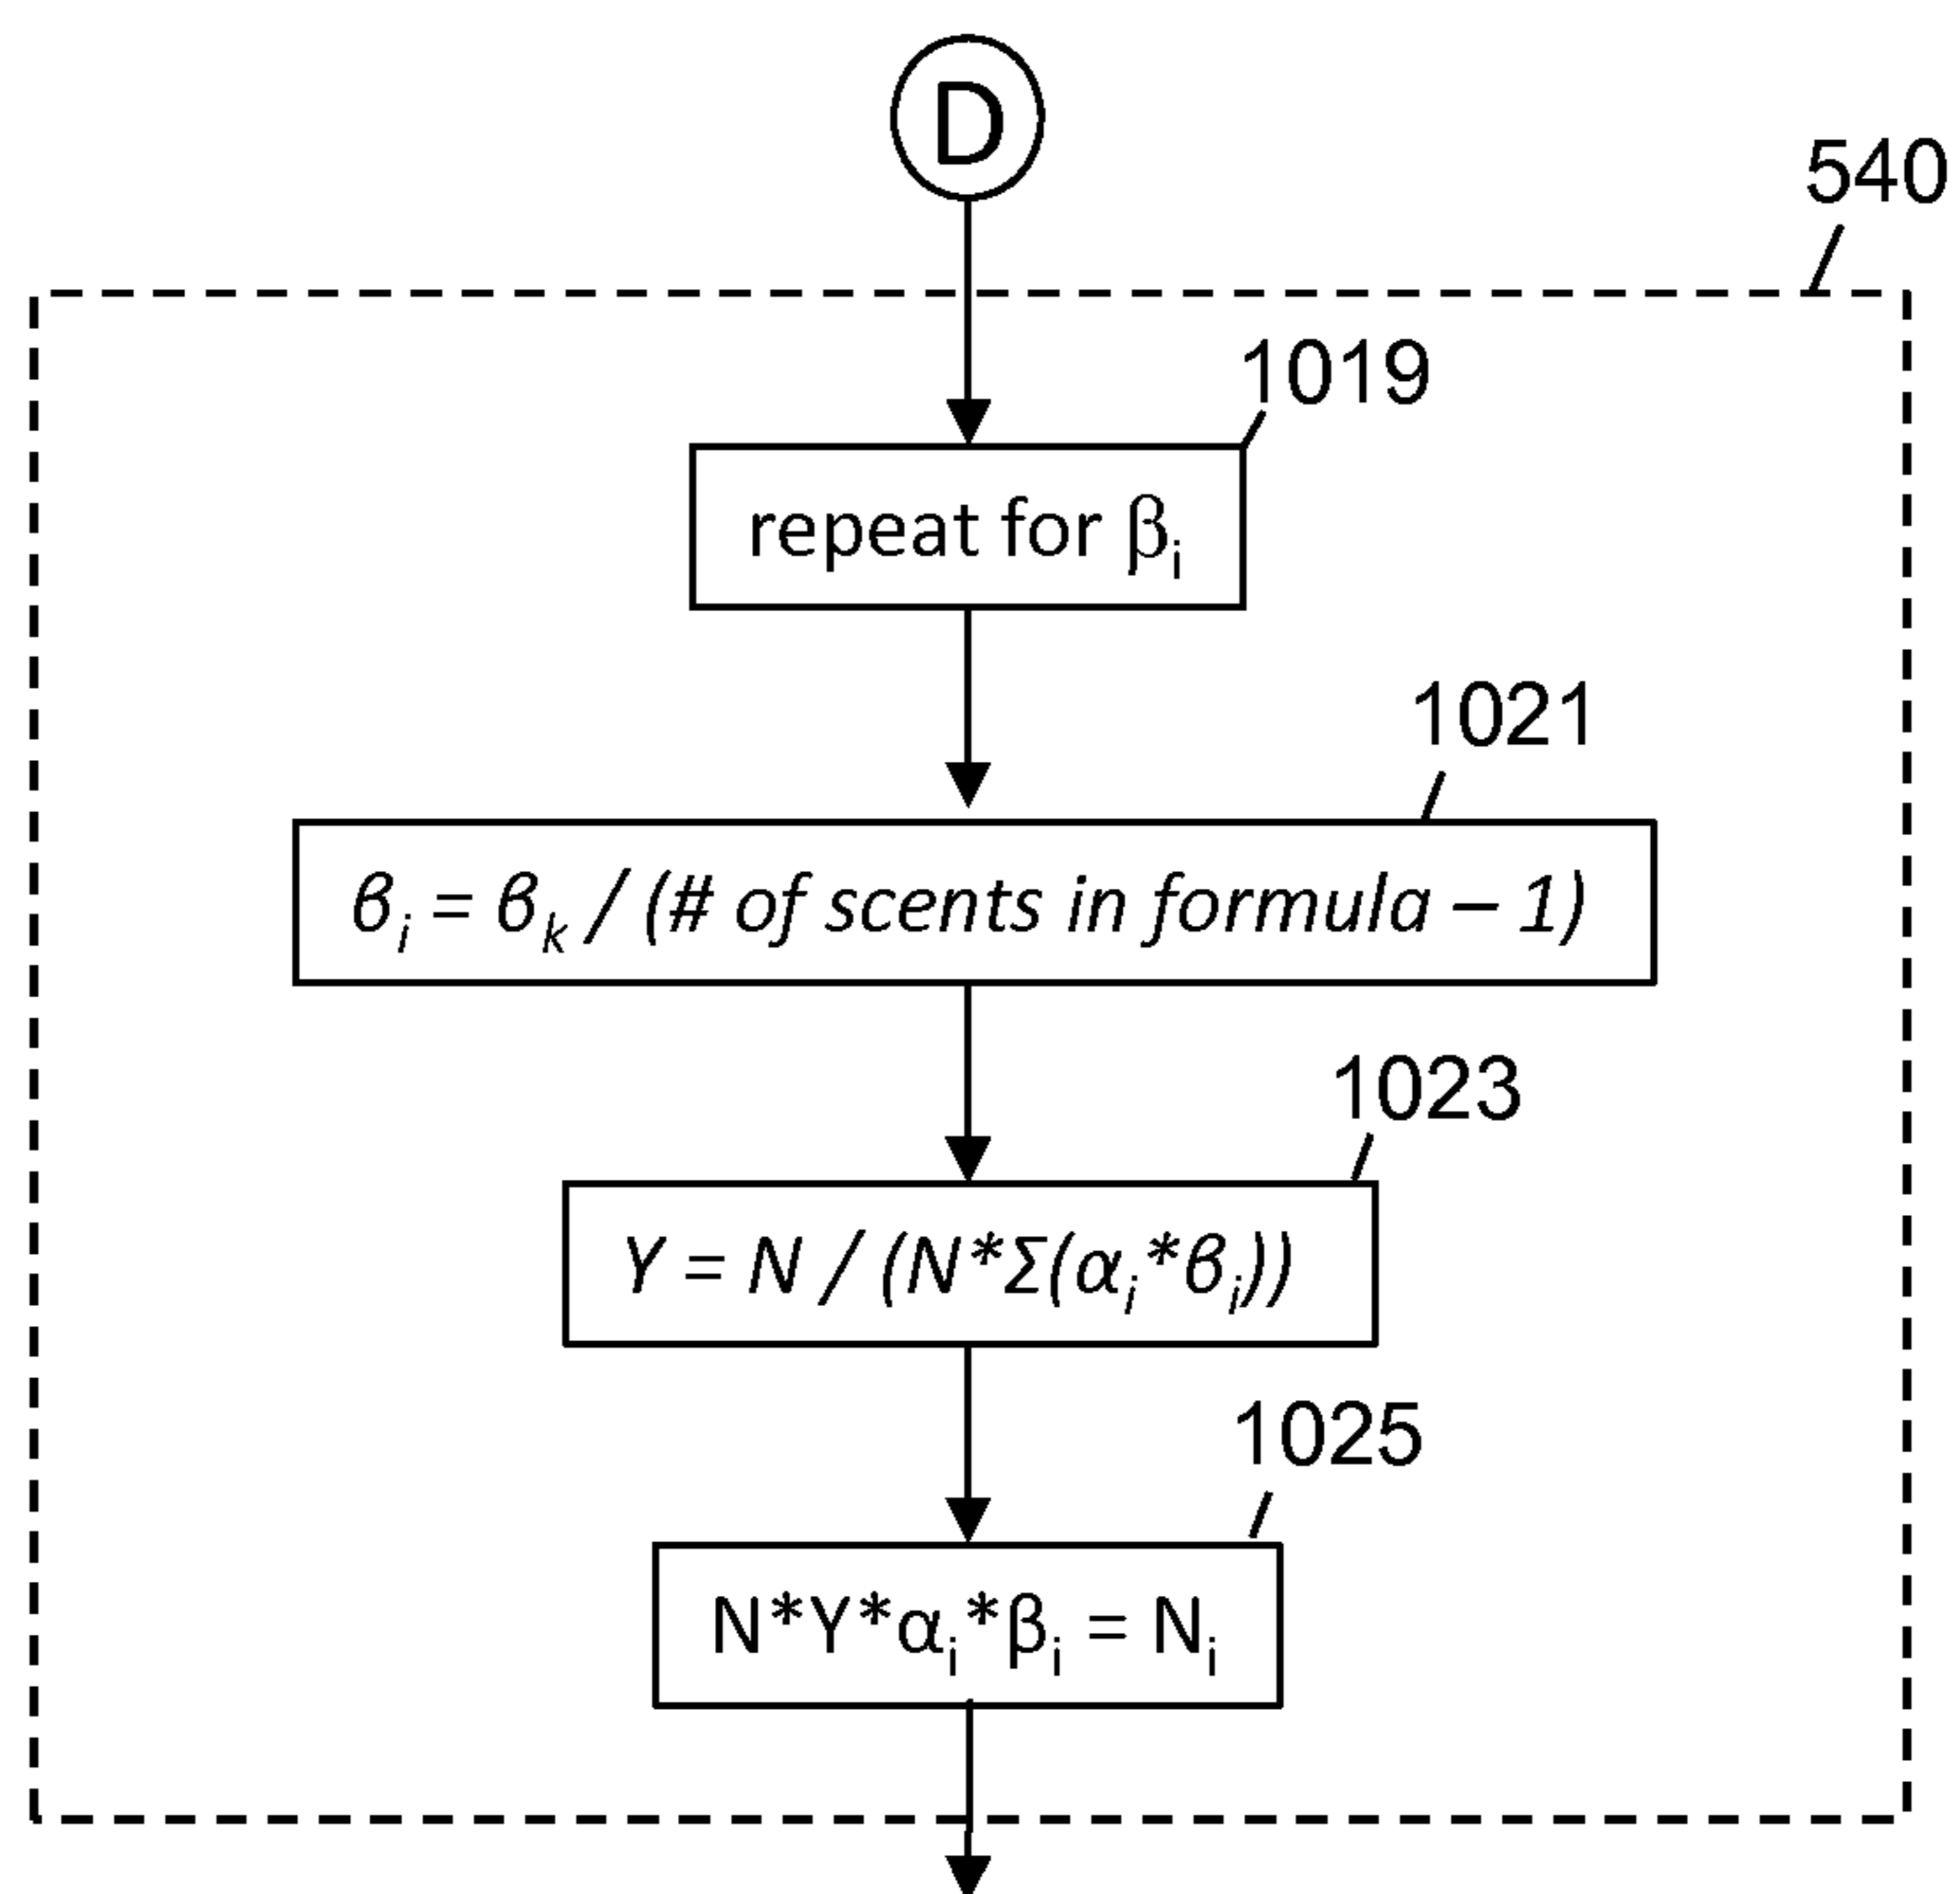 D
540
1019
repeat for βᵢ
1021
βᵢ = βₖ / (# of scents in formula – 1)
1023
Y = N / (N*Σ(αᵢ*βᵢ))
1025
N*Y*αᵢ*βᵢ = Nᵢ